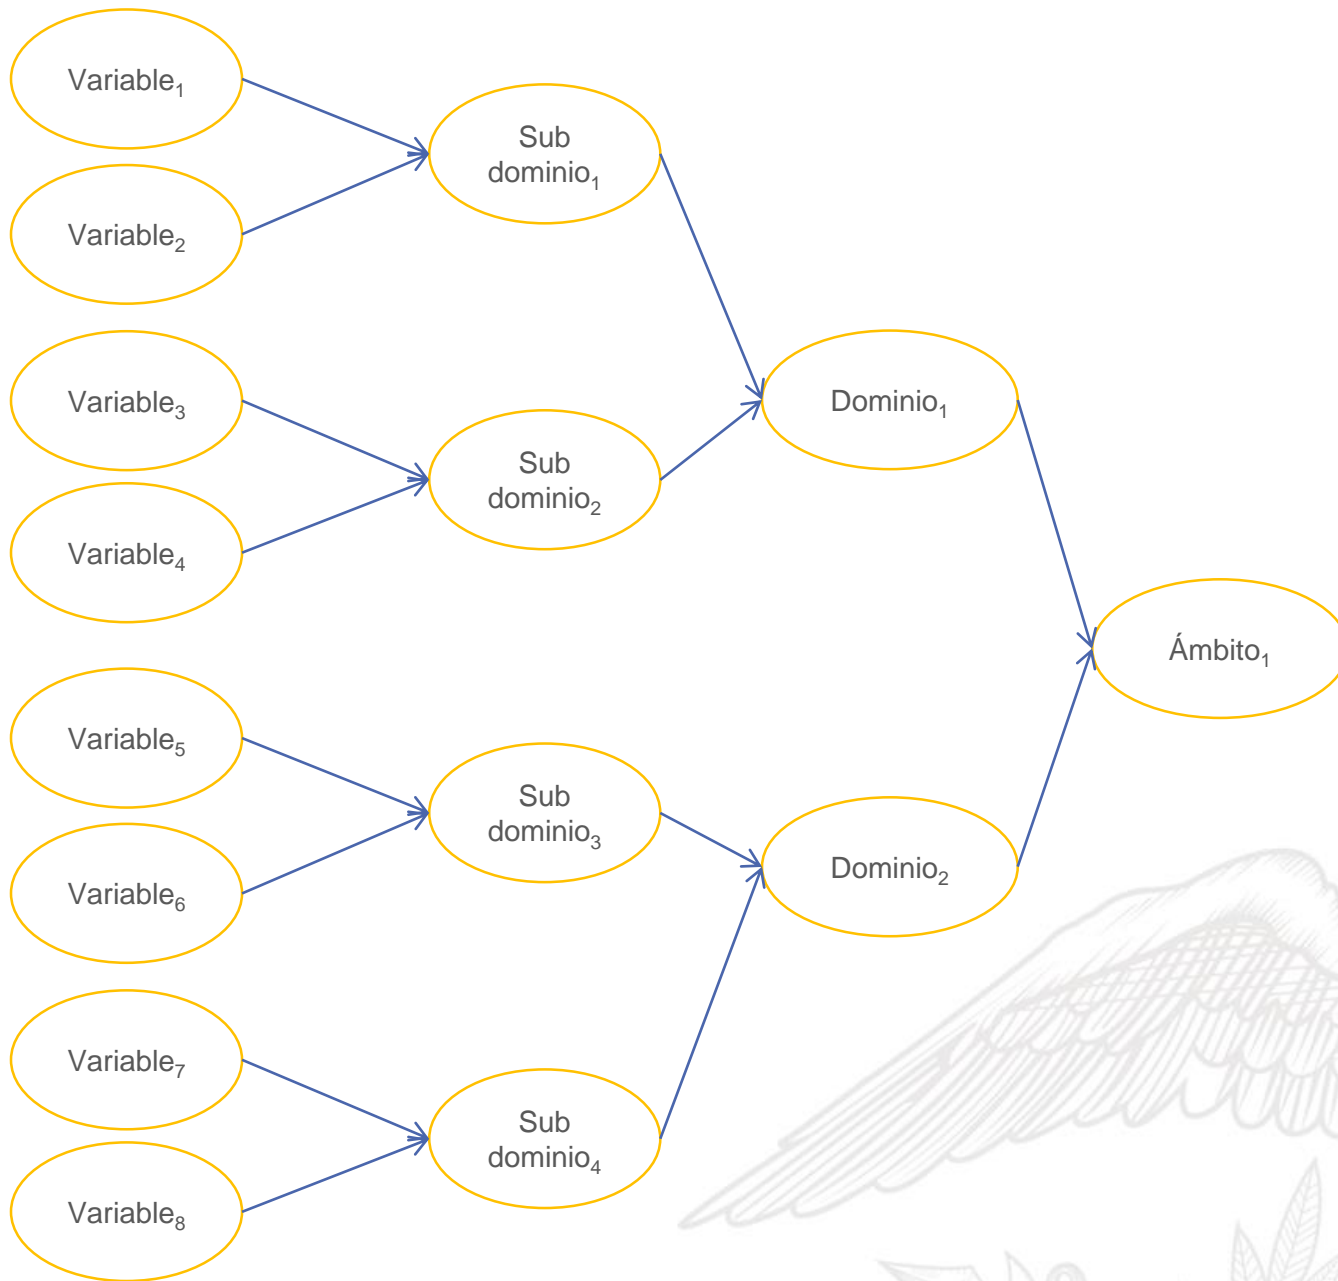 Variable₁
Variable₂
Variable₃
Variable₄
Variable₅
Variable₆
Variable₇
Variable₈
Sub
dominio₁
Sub
dominio₂
Sub
dominio₃
Sub
dominio₄
Dominio₁
Dominio₂
Ámbito₁